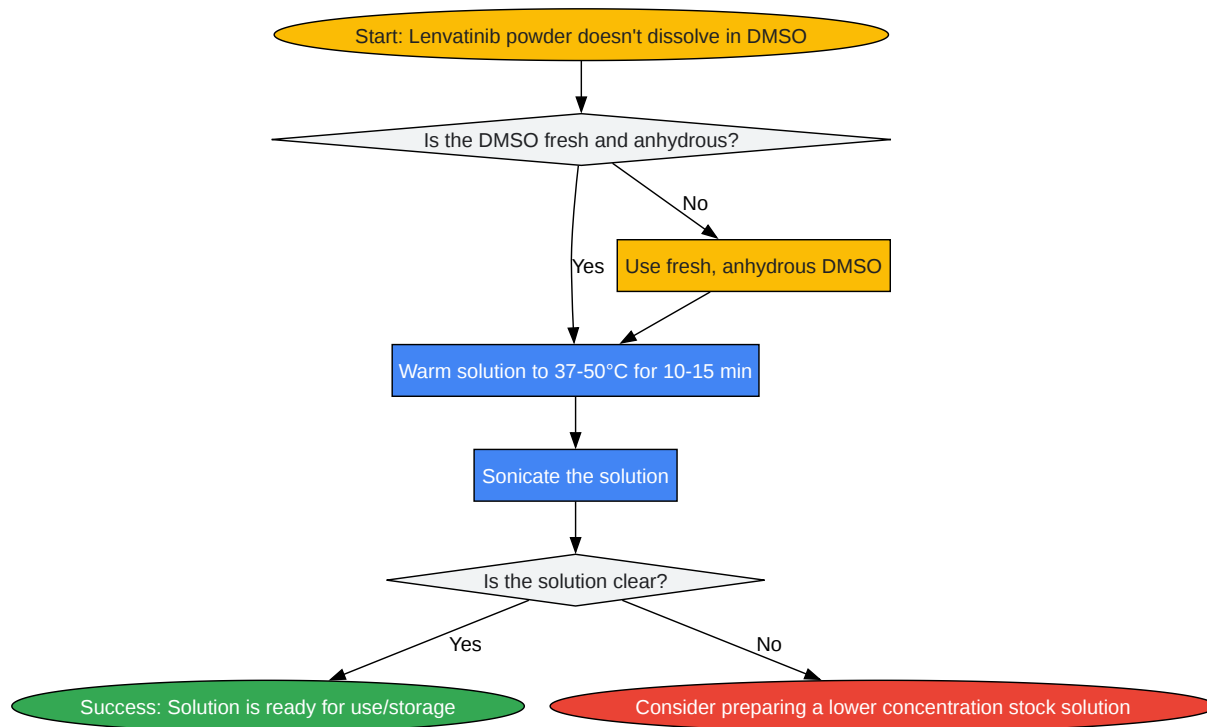 Start: Lenvatinib powder doesn't dissolve in DMSO
Is the DMSO fresh and anhydrous?
No
Yes
Use fresh, anhydrous DMSO
Warm solution to 37-50°C for 10-15 min
Sonicate the solution
Is the solution clear?
Yes
No
Success: Solution is ready for use/storage
Consider preparing a lower concentration stock solution